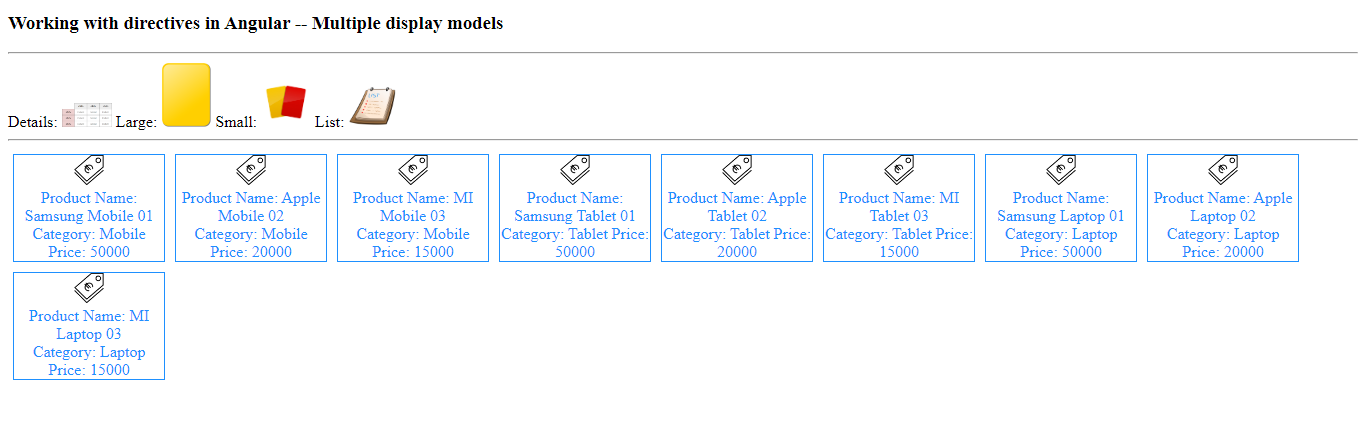 Working with directives in Angular -- Multiple display models
Details: Large: Small: List:
Product Name:
Samsung Mobile 01
Category: Mobile
Price: 50000
Product Name: Apple
Mobile 02
Category: Mobile
Price: 20000
Product Name: MI
Mobile 03
Category: Mobile
Price: 15000
Product Name:
Samsung Tablet 01
Category: Tablet Price:
50000
Product Name: Apple
Tablet 02
Category: Tablet Price:
20000
Product Name: MI
Tablet 03
Category: Tablet Price:
15000
Product Name:
Samsung Laptop 01
Category: Laptop
Price: 50000
Product Name: Apple
Laptop 02
Category: Laptop
Price: 20000
Product Name: MI
Laptop 03
Category: Laptop
Price: 15000